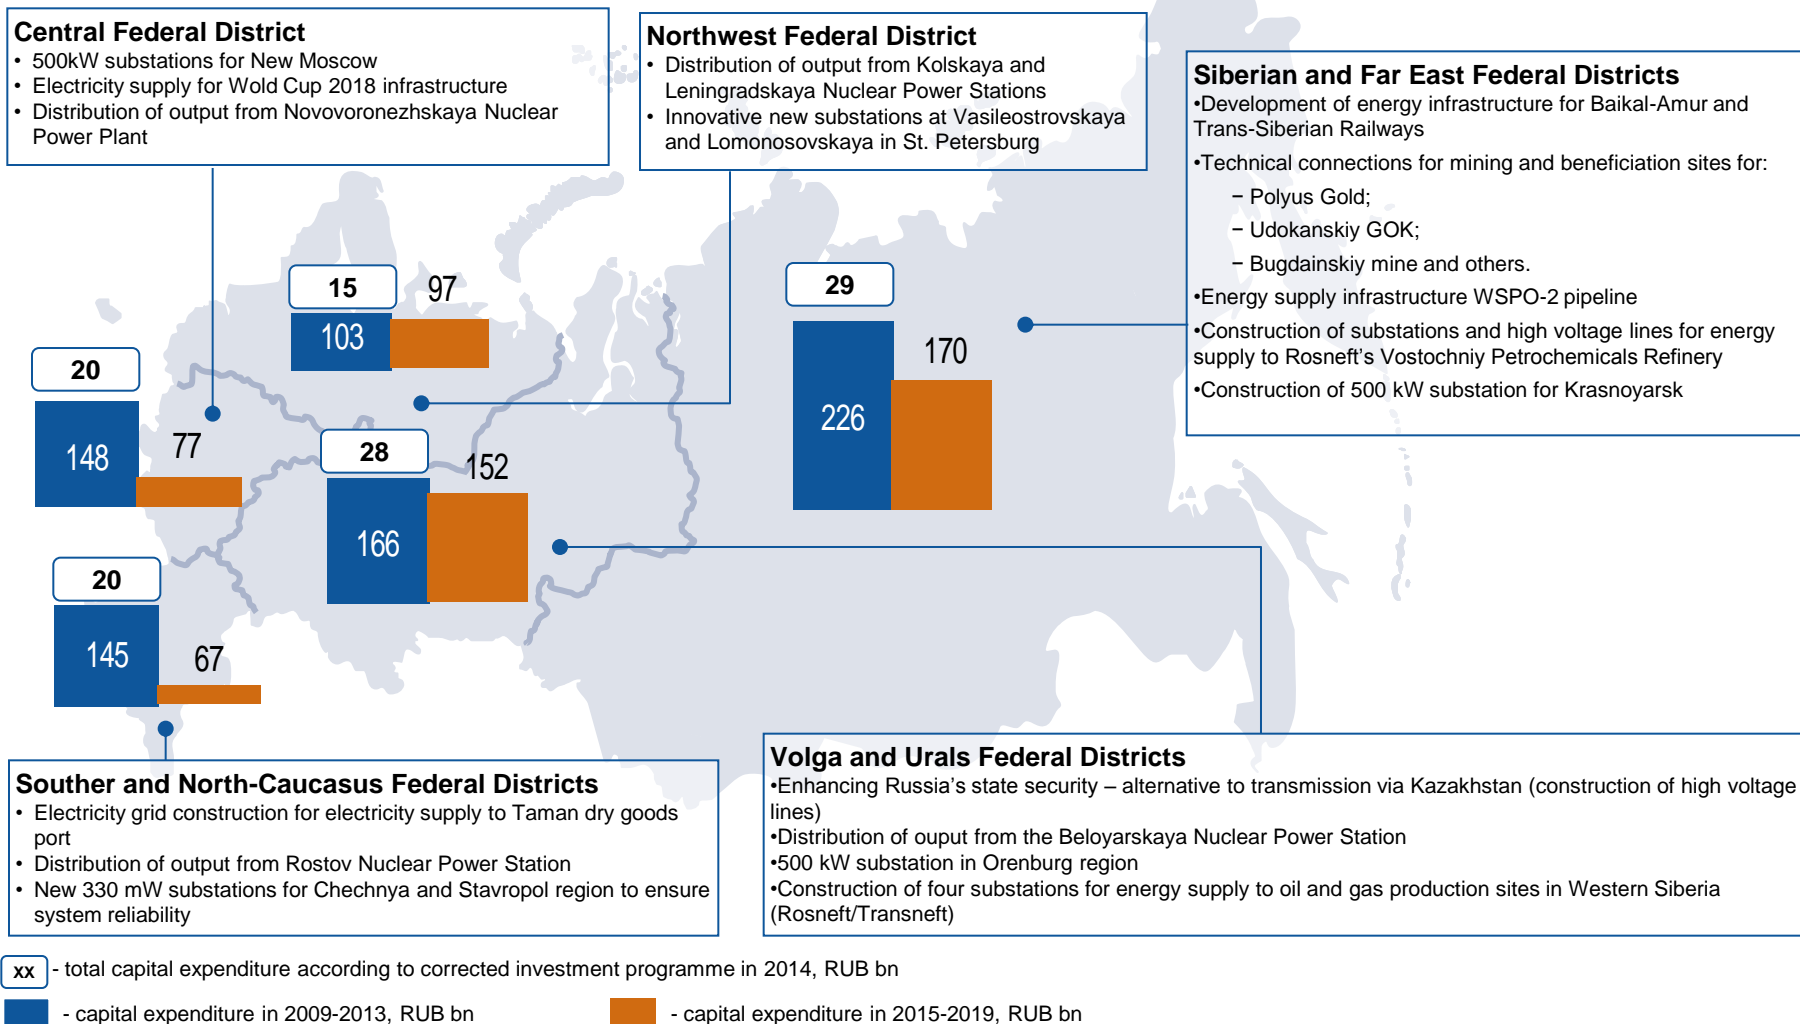 Central Federal District
• 500kW substations for New Moscow
• Electricity supply for Wold Cup 2018 infrastructure
• Distribution of output from Novovoronezhskaya Nuclear
Power Plant
Northwest Federal District
• Distribution of output from Kolskaya and
Leningradskaya Nuclear Power Stations
• Innovative new substations at Vasileostrovskaya
and Lomonosovskaya in St. Petersburg
Siberian and Far East Federal Districts
•Development of energy infrastructure for Baikal-Amur and
Trans-Siberian Railways
•Technical connections for mining and beneficiation sites for:
– Polyus Gold;
– Udokanskiy GOK;
– Bugdainskiy mine and others.
•Energy supply infrastructure WSPO-2 pipeline
•Construction of substations and high voltage lines for energy
supply to Rosneft’s Vostochniy Petrochemicals Refinery
•Construction of 500 kW substation for Krasnoyarsk
15
103
97
29
226
170
20
148
77
28
166
152
20
145
67
Souther and North-Caucasus Federal Districts
• Electricity grid construction for electricity supply to Taman dry goods
port
• Distribution of output from Rostov Nuclear Power Station
• New 330 mW substations for Chechnya and Stavropol region to ensure
system reliability
Volga and Urals Federal Districts
•Enhancing Russia’s state security – alternative to transmission via Kazakhstan (construction of high voltage
lines)
•Distribution of ouput from the Beloyarskaya Nuclear Power Station
•500 kW substation in Orenburg region
•Construction of four substations for energy supply to oil and gas production sites in Western Siberia
(Rosneft/Transneft)
xx - total capital expenditure according to corrected investment programme in 2014, RUB bn
- capital expenditure in 2009-2013, RUB bn
- capital expenditure in 2015-2019, RUB bn